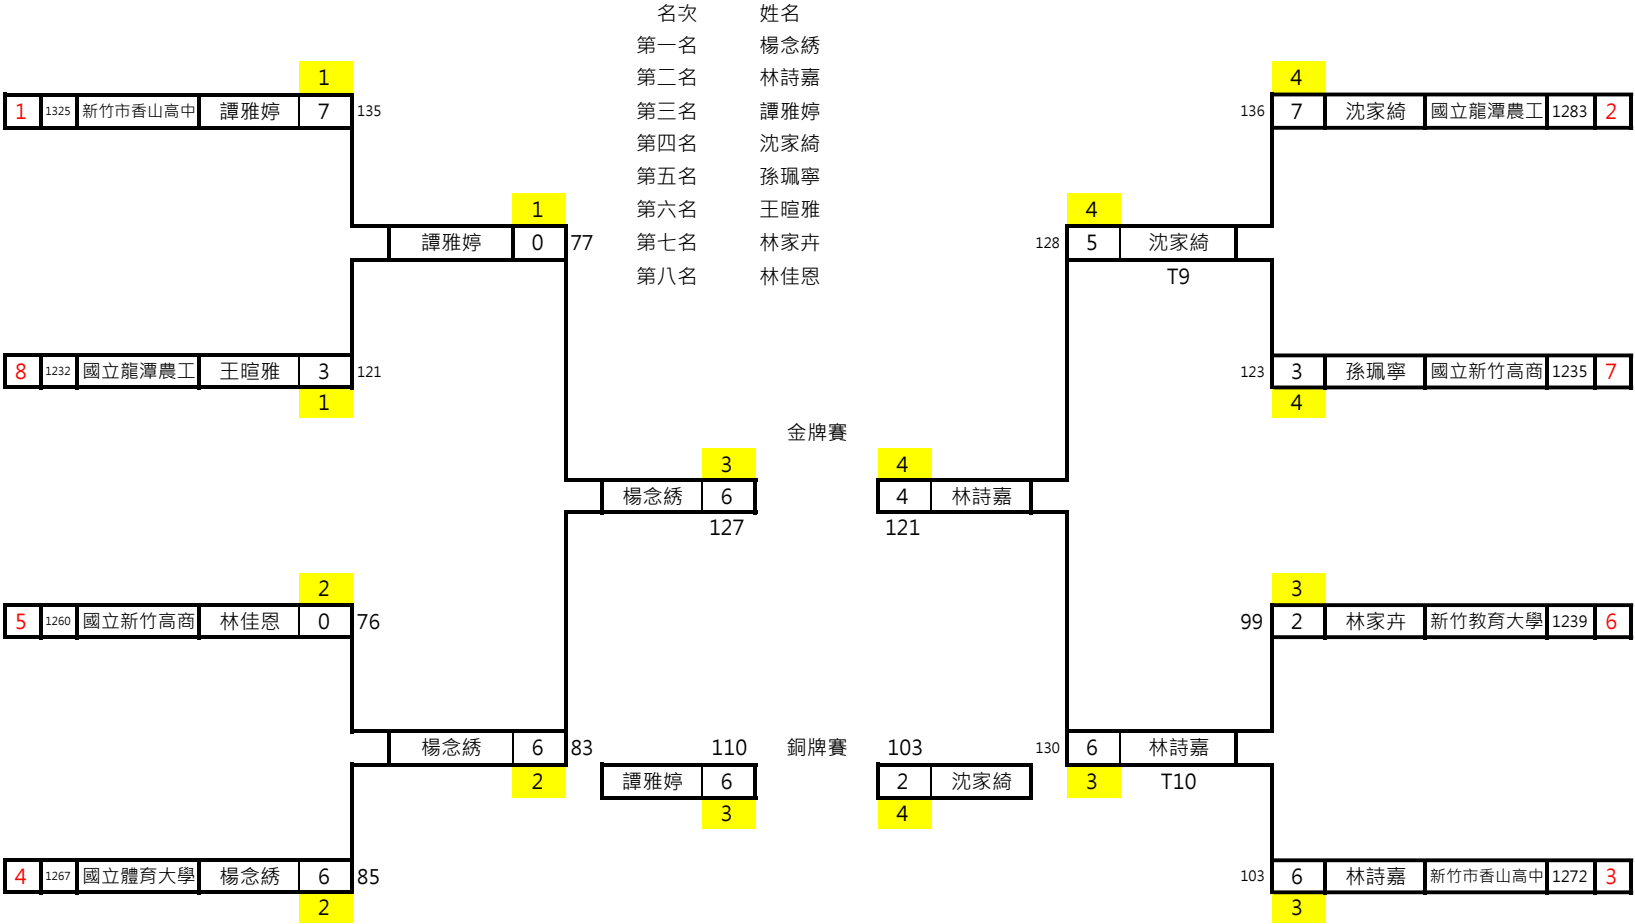 名次 姓名
第一名 楊念綉
1 第二名 林詩嘉 4
1 1325 新竹市香山高中 譚雅婷 7 135 第三名 譚雅婷 136 7 沈家綺 國立龍潭農工 1283 2
第四名 沈家綺
第五名 孫珮寧
1 第六名 王暄雅 4
譚雅婷 0 77 第七名 林家卉 128 5 沈家綺
第八名 林佳恩 T9
8 1232 國立龍潭農工 王暄雅 3 121 123 3 孫珮寧 國立新竹高商 1235 7
1 4
金牌賽
3 4
楊念綉 6 4 林詩嘉
127 121
2 3
5 1260 國立新竹高商 林佳恩 0 76 99 2 林家卉 新竹教育大學 1239 6
楊念綉 6 83 110 銅牌賽 103 130 6 林詩嘉
2 譚雅婷 6 2 沈家綺 3 T10
3 4
4 1267 國立體育大學 楊念綉 6 85 103 6 林詩嘉 新竹市香山高中 1272 3
2 3